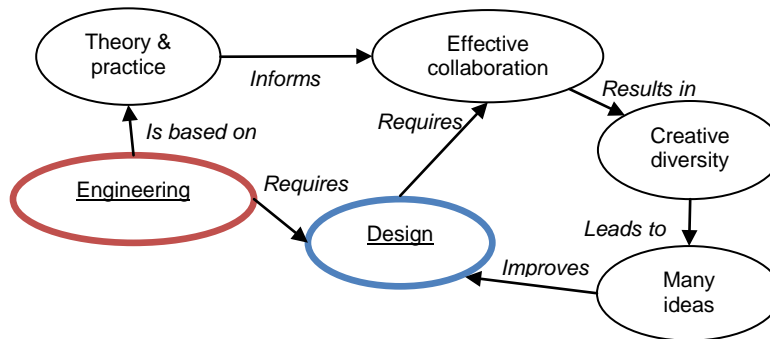 Theory &
practice
Informs
Effective
collaboration
Results in
Creative
diversity
Is based on
Requires
Engineering
Requires
Design
Leads to
Improves
Many
ideas